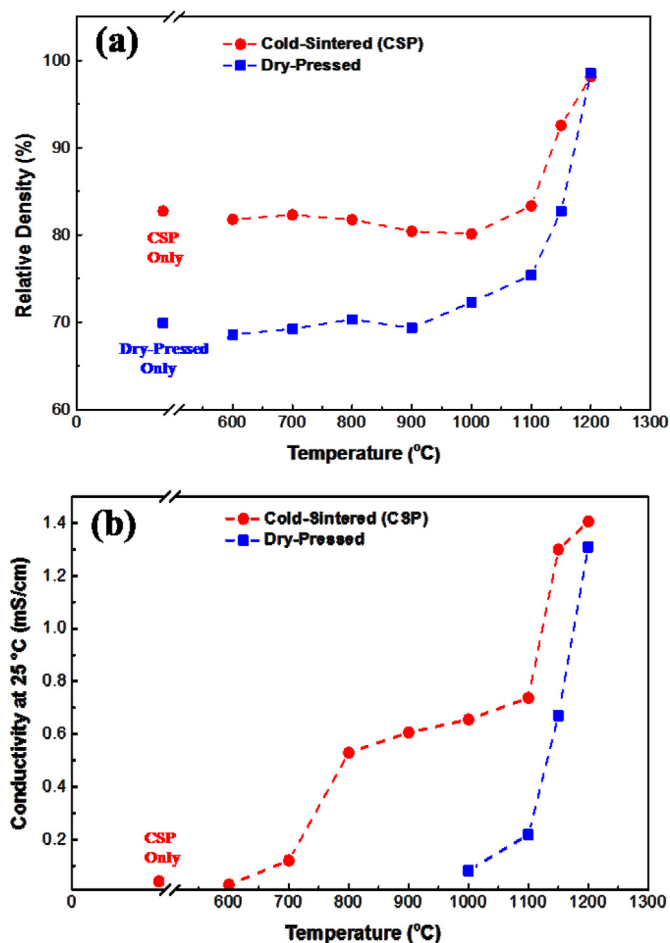 (a)
Cold-Sintered (CSP)
Dry-Pressed
100
90
80
70
60
Relative Density (%)
CSP
Only
Dry-Pressed
Only
0 600 700 800 900 1000 1100 1200 1300
Temperature (°C)
(b)
Cold-Sintered (CSP)
Dry-Pressed
1.4
1.2
1.0
0.8
0.6
0.4
0.2
Conductivity at 25 °C (mS/cm)
CSP
Only
0 600 700 800 900 1000 1100 1200 1300
Temperature (°C)